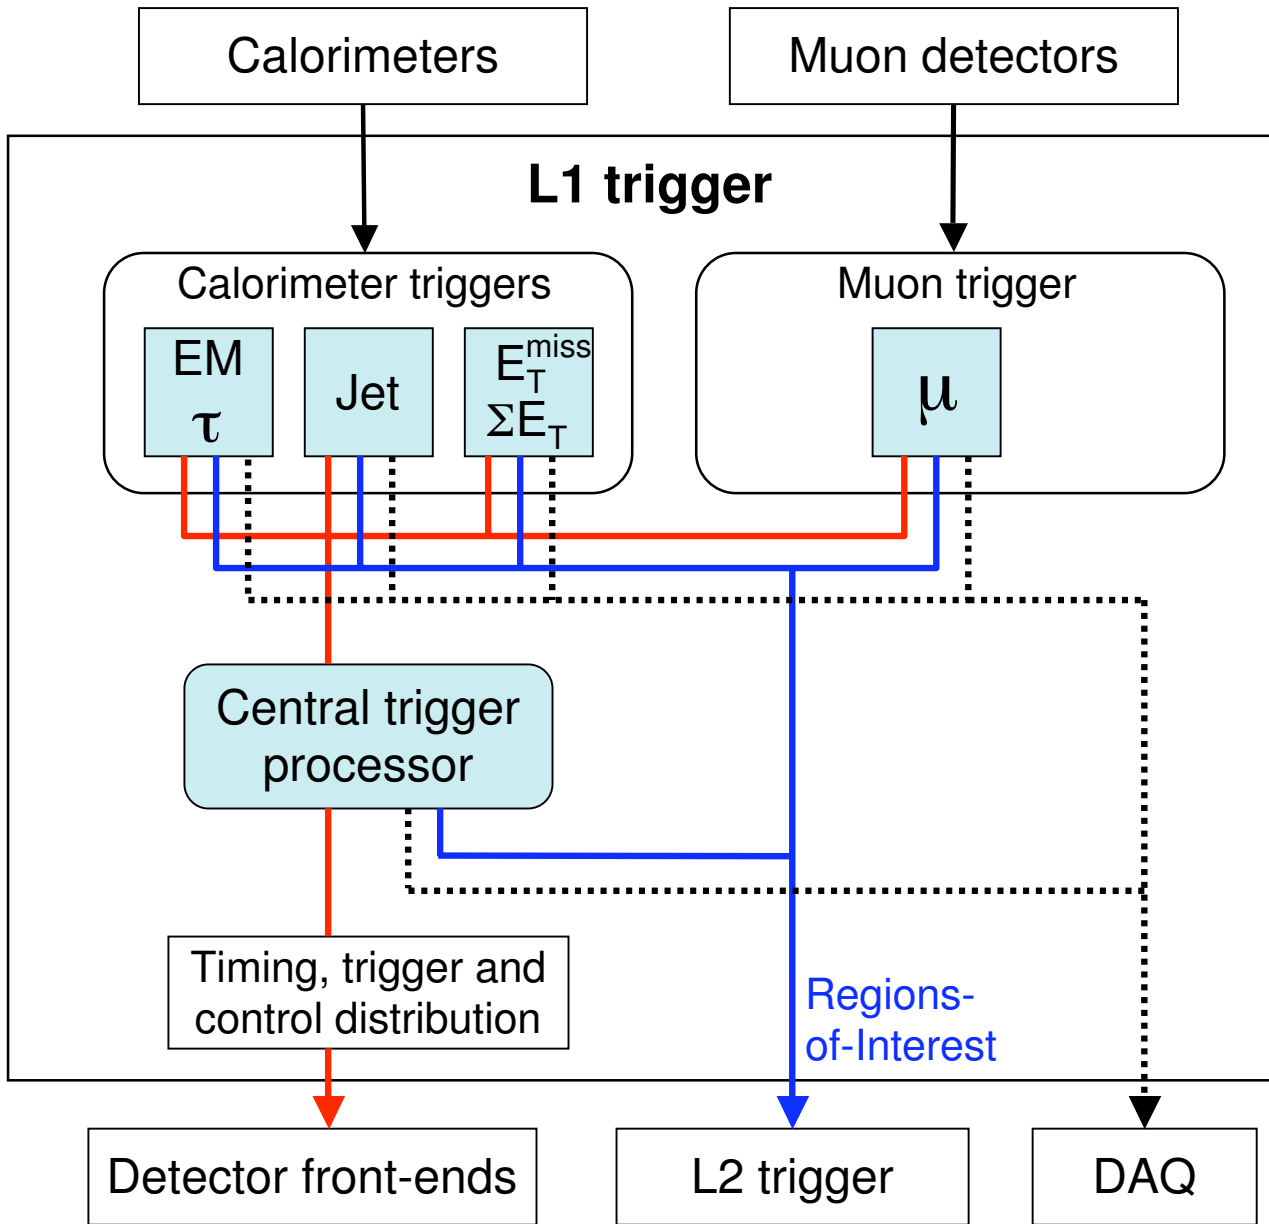 Calorimeters
Muon detectors
L1 trigger
Calorimeter triggers
Muon trigger
EM
τ
Jet
E_T^miss
ΣE_T
μ
Central trigger
processor
Timing, trigger and
control distribution
Regions-
of-Interest
Detector front-ends
L2 trigger
DAQ